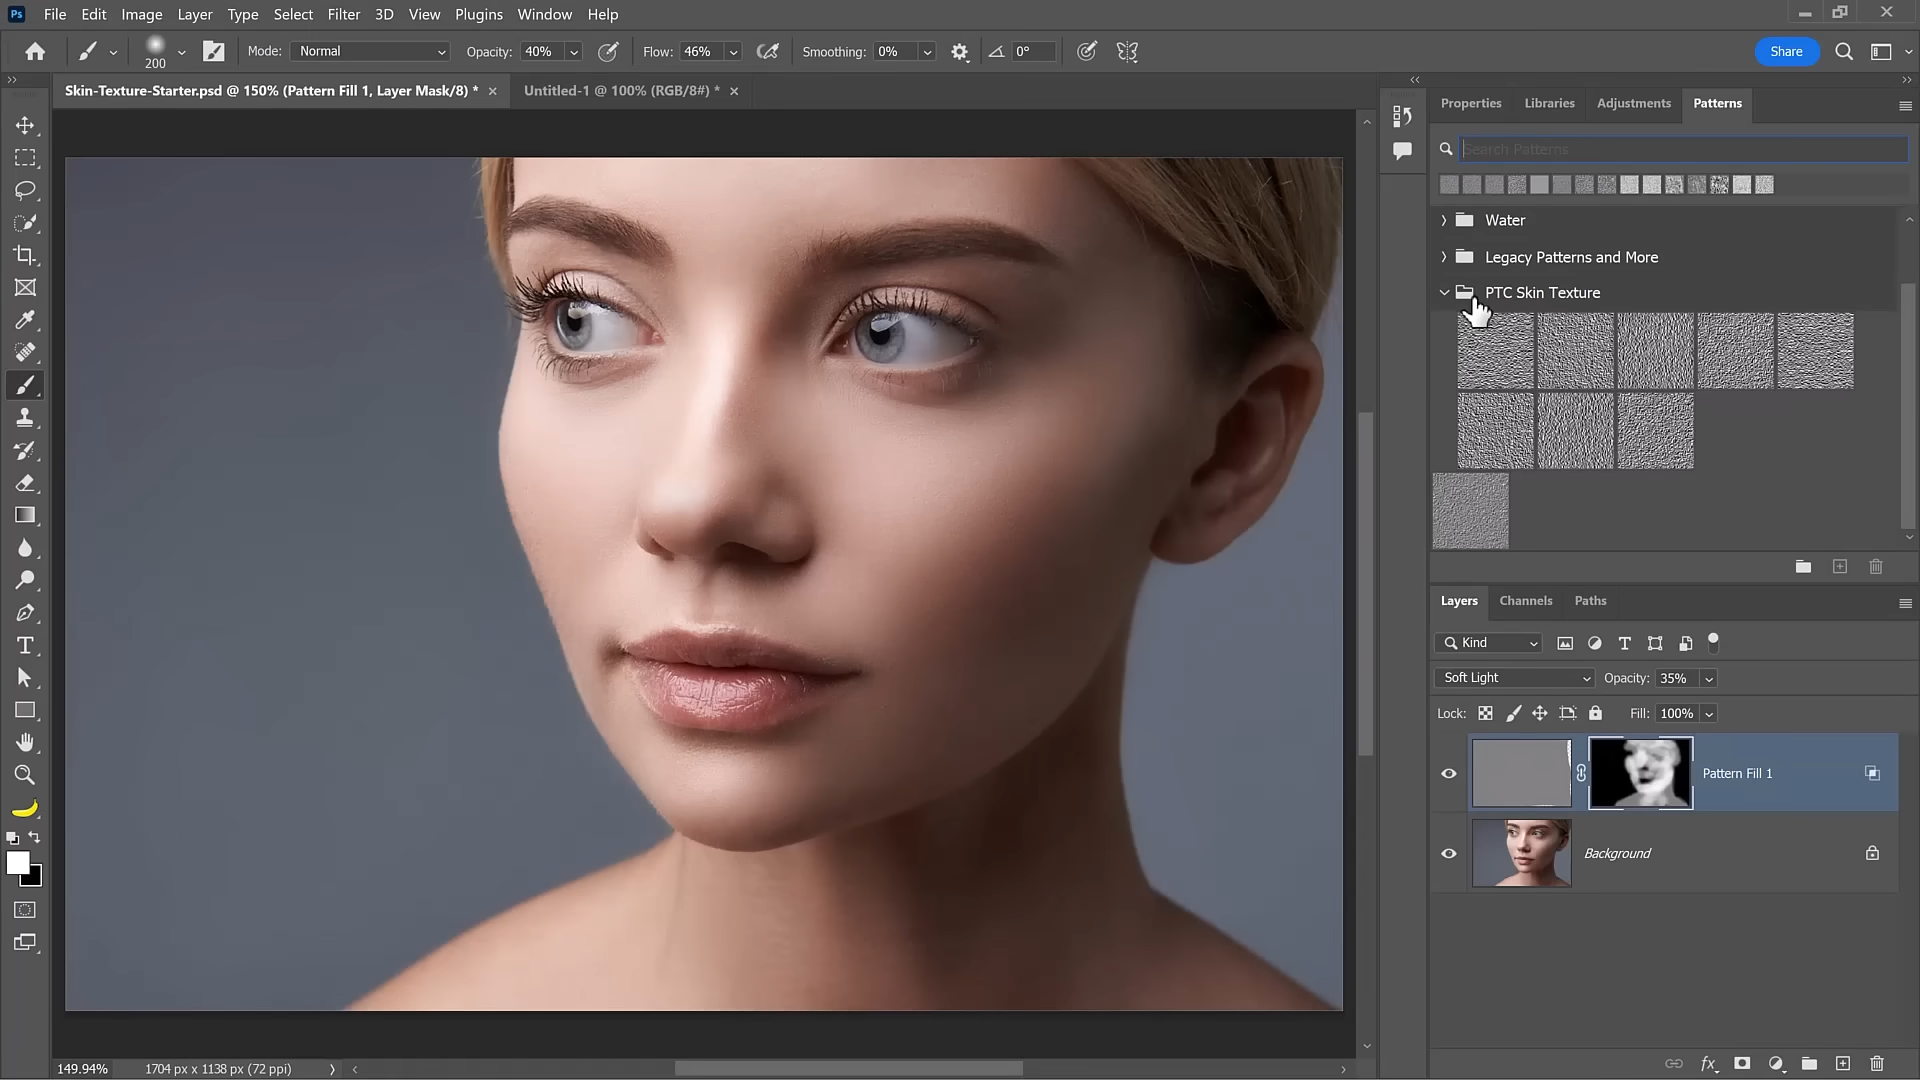 Ps File Edit Image Layer Type Select Filter 3D View Plugins Window Help
200 Mode: Normal Opacity: 40% Flow: 46% Smoothing: 0% 0° Share
Skin-Texture-Starter.psd @ 150% (Pattern Fill 1, Layer Mask/8) * × Untitled-1 @ 100% (RGB/8#) * ×
Properties Libraries Adjustments Patterns
Search Patterns
Water
Legacy Patterns and More
PTC Skin Texture
Layers Channels Paths
Kind
Soft Light Opacity: 35%
Lock: Fill: 100%
Pattern Fill 1
Background
149.94% 1704 px x 1138 px (72 ppi)